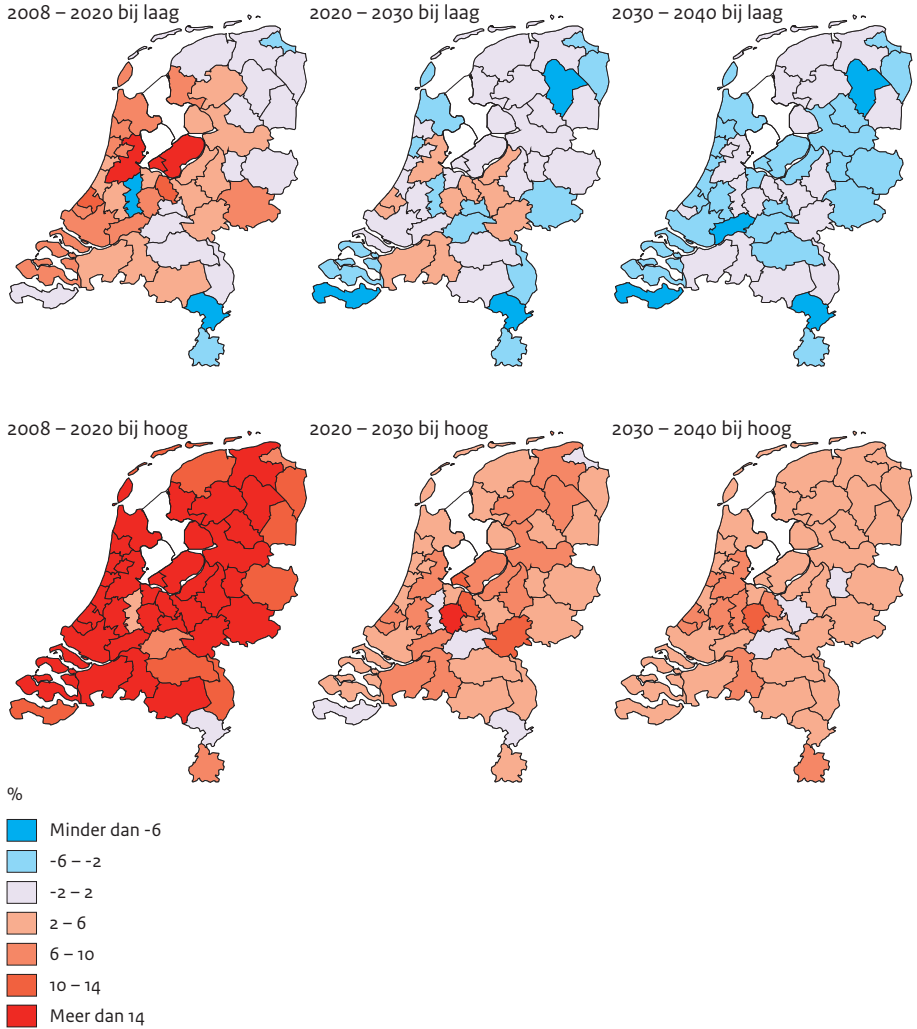 2008 – 2020 bij laag
2020 – 2030 bij laag
2030 – 2040 bij laag
2008 – 2020 bij hoog
2020 – 2030 bij hoog
2030 – 2040 bij hoog
%
Minder dan -6
-6 – -2
-2 – 2
2 – 6
6 – 10
10 – 14
Meer dan 14